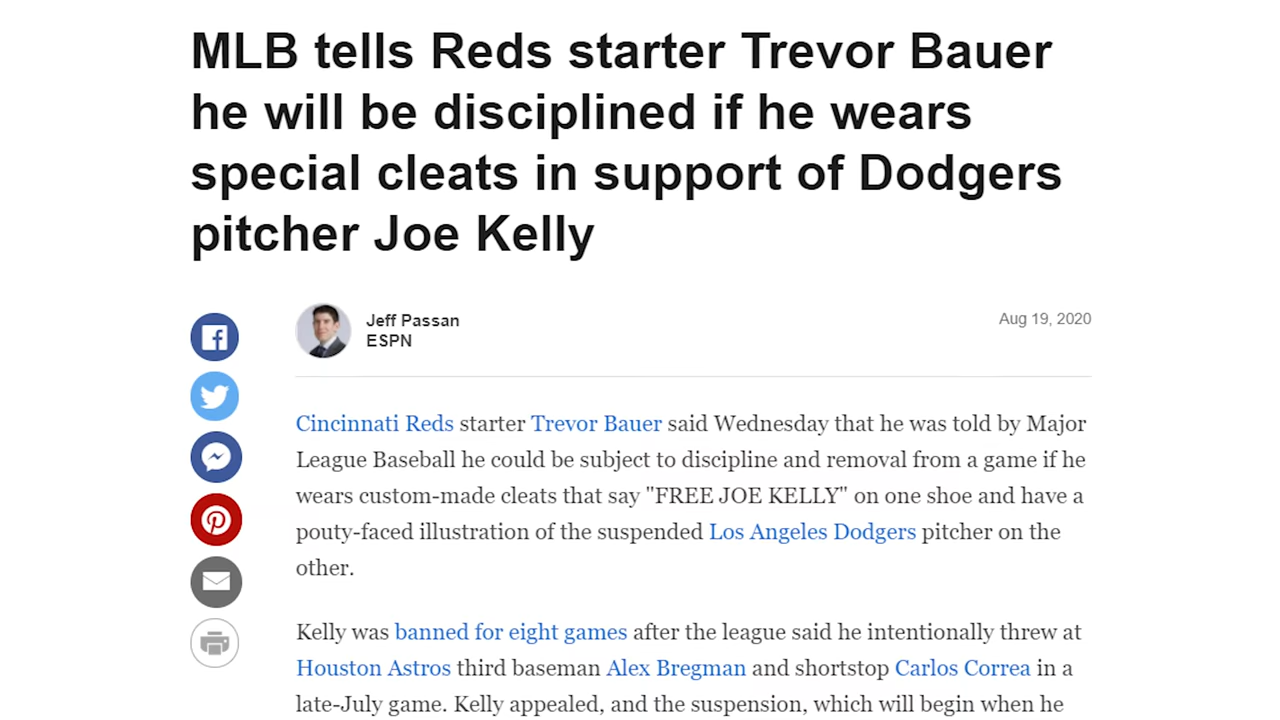 MLB tells Reds starter Trevor Bauer
he will be disciplined if he wears
special cleats in support of Dodgers
pitcher Joe Kelly
Jeff Passan
ESPN
Aug 19, 2020
Cincinnati Reds starter Trevor Bauer said Wednesday that he was told by Major
League Baseball he could be subject to discipline and removal from a game if he
wears custom-made cleats that say "FREE JOE KELLY" on one shoe and have a
pouty-faced illustration of the suspended Los Angeles Dodgers pitcher on the
other.
Kelly was banned for eight games after the league said he intentionally threw at
Houston Astros third baseman Alex Bregman and shortstop Carlos Correa in a
late-July game. Kelly appealed, and the suspension, which will begin when he